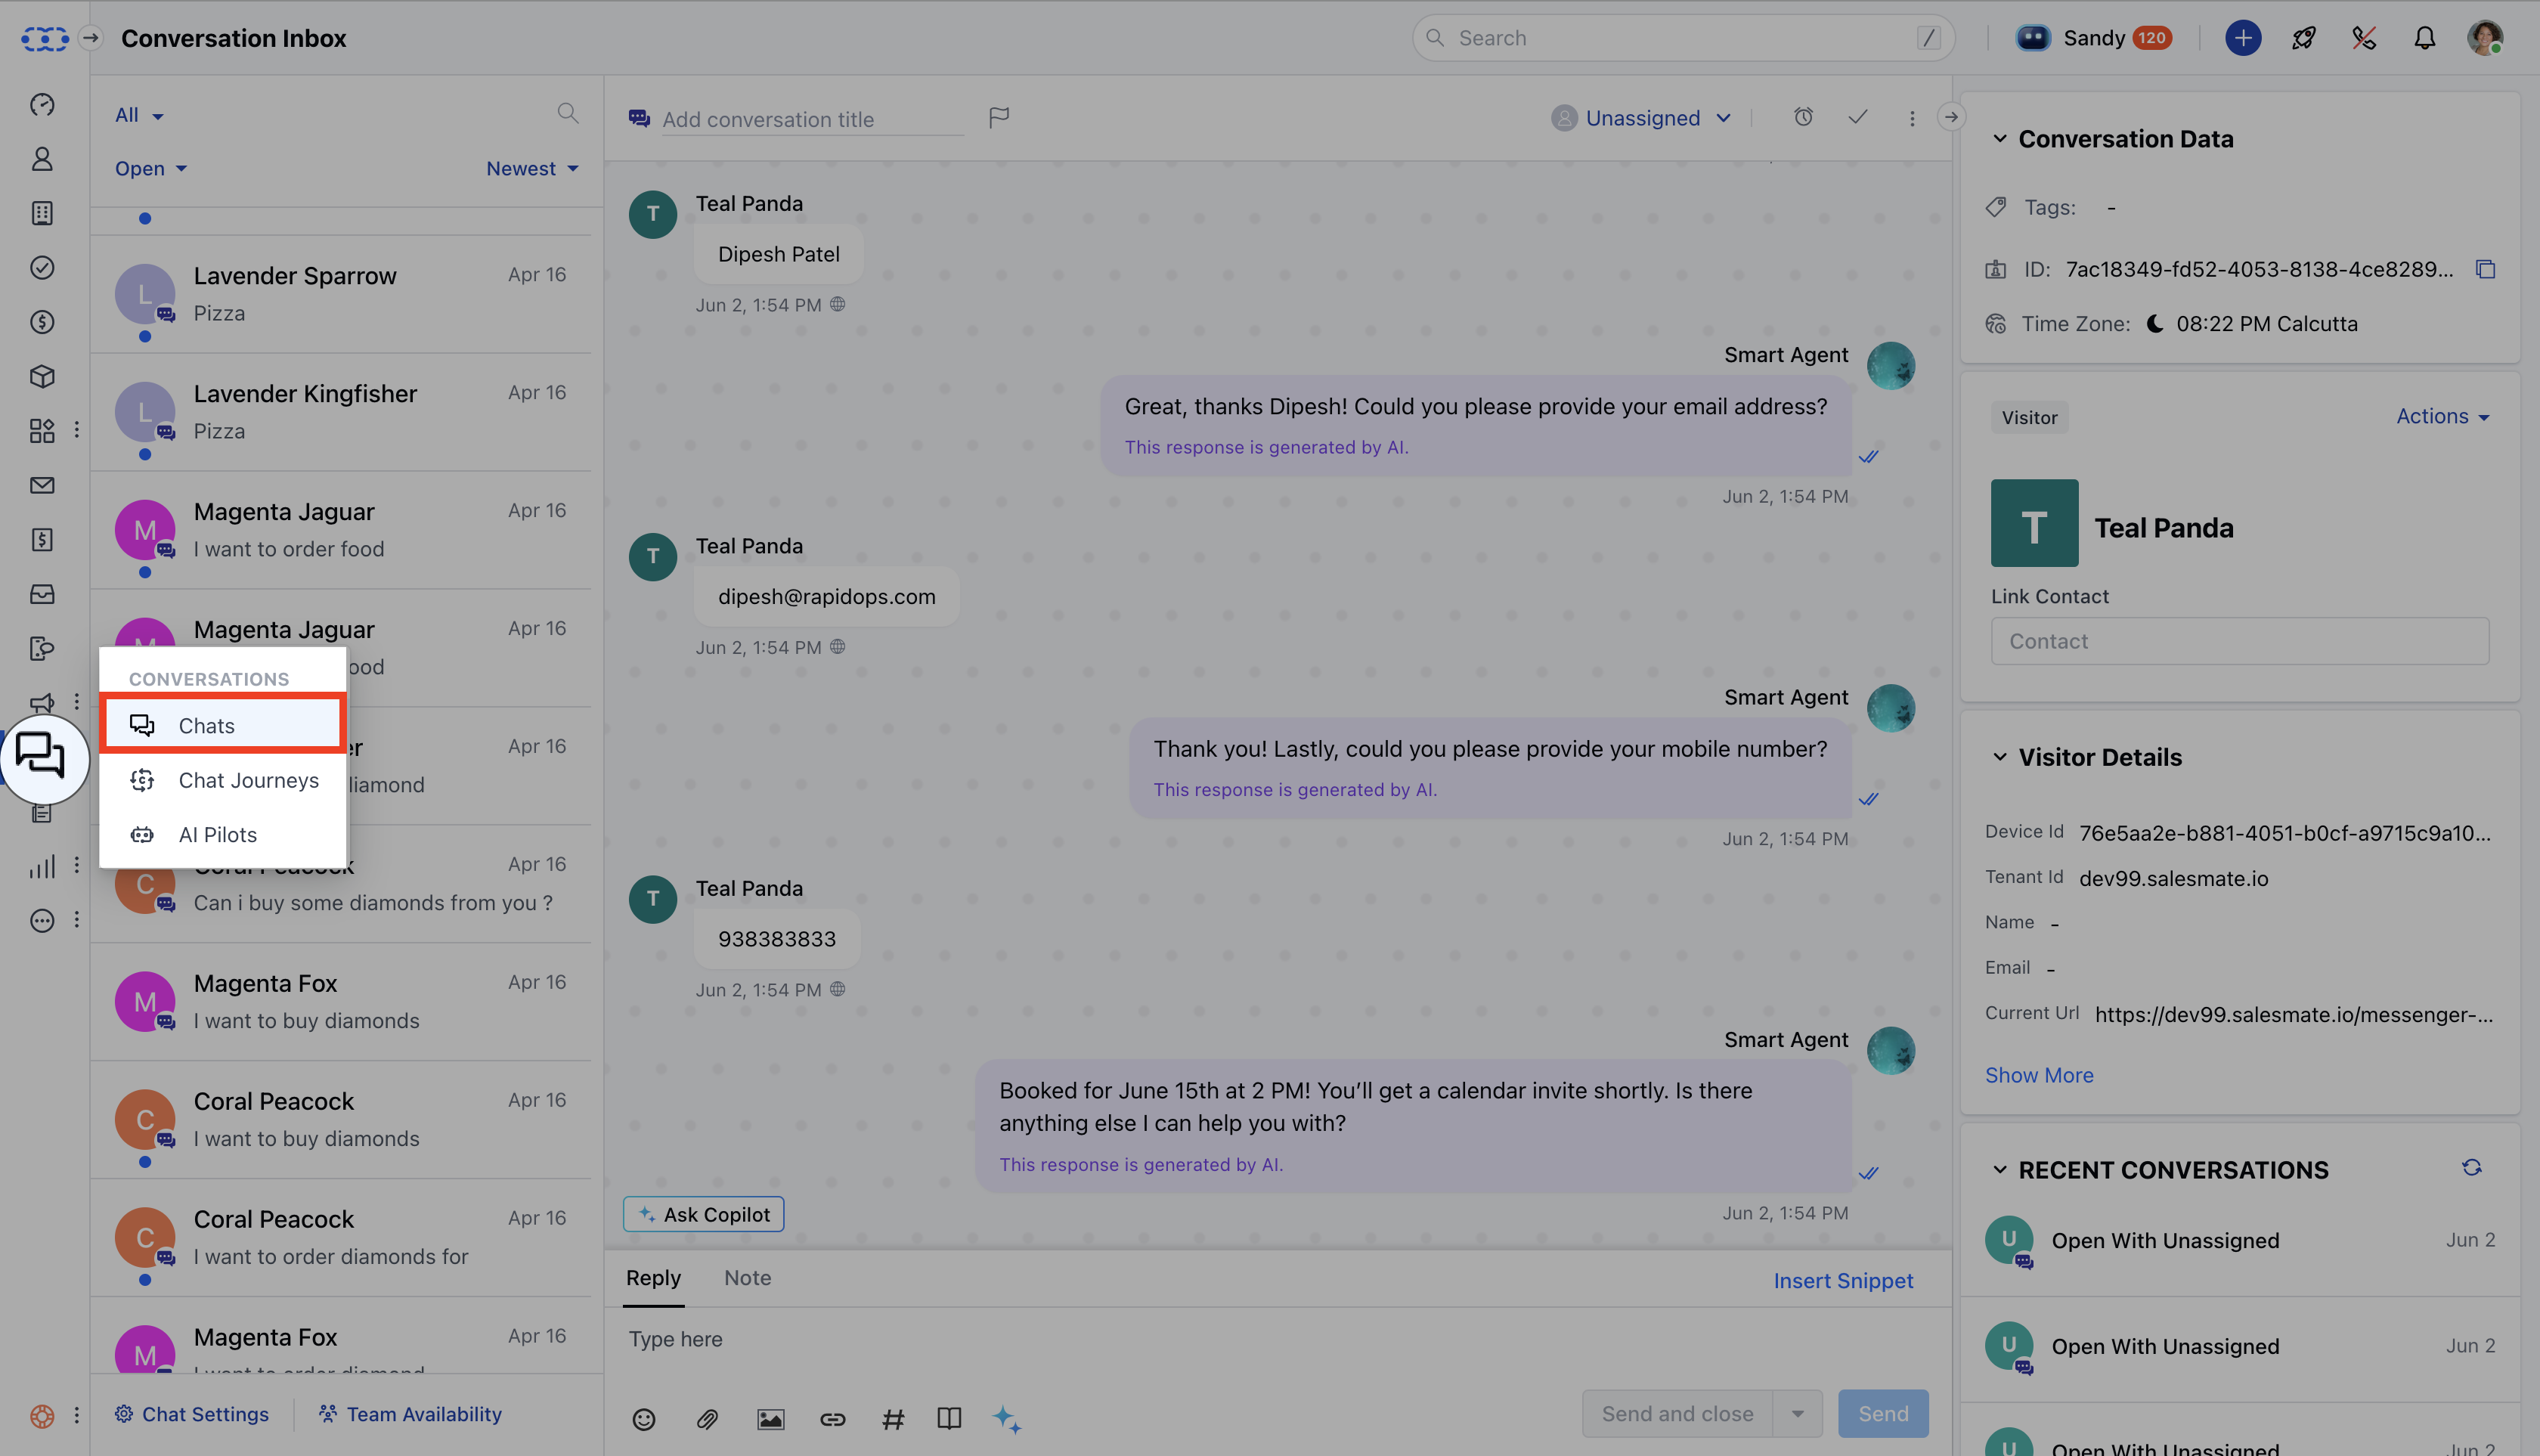 Conversation Inbox
Search
/
Sandy 120
All
Open
Newest
Lavender Sparrow
Apr 16
Pizza
Lavender Kingfisher
Apr 16
Pizza
Magenta Jaguar
Apr 16
I want to order food
Magenta Jaguar
Apr 16
ood
CONVERSATIONS
Chats
Chat Journeys
AI Pilots
er
Apr 16
diamond
Coral Peacock
Apr 16
Can i buy some diamonds from you ?
Magenta Fox
Apr 16
I want to buy diamonds
Coral Peacock
Apr 16
I want to buy diamonds
Coral Peacock
Apr 16
I want to order diamonds for
Magenta Fox
Apr 16
I want to order diamond
Chat Settings
Team Availability
Add conversation title
Unassigned
T
Teal Panda
Dipesh Patel
Jun 2, 1:54 PM
Smart Agent
Great, thanks Dipesh! Could you please provide your email address?
This response is generated by AI.
Jun 2, 1:54 PM
T
Teal Panda
dipesh@rapidops.com
Jun 2, 1:54 PM
Smart Agent
Thank you! Lastly, could you please provide your mobile number?
This response is generated by AI.
Jun 2, 1:54 PM
T
Teal Panda
938383833
Jun 2, 1:54 PM
Smart Agent
Booked for June 15th at 2 PM! You’ll get a calendar invite shortly. Is there
anything else I can help you with?
This response is generated by AI.
Jun 2, 1:54 PM
Ask Copilot
Reply
Note
Insert Snippet
Type here
Send and close
Send
Conversation Data
Tags: -
ID: 7ac18349-fd52-4053-8138-4ce8289...
Time Zone: 08:22 PM Calcutta
Visitor
Actions
T
Teal Panda
Link Contact
Contact
Visitor Details
Device Id 76e5aa2e-b881-4051-b0cf-a9715c9a10...
Tenant Id dev99.salesmate.io
Name -
Email -
Current Url https://dev99.salesmate.io/messenger-...
Show More
RECENT CONVERSATIONS
U
Open With Unassigned
Jun 2
U
Open With Unassigned
Jun 2
U
Open With Unassigned
Jun 2